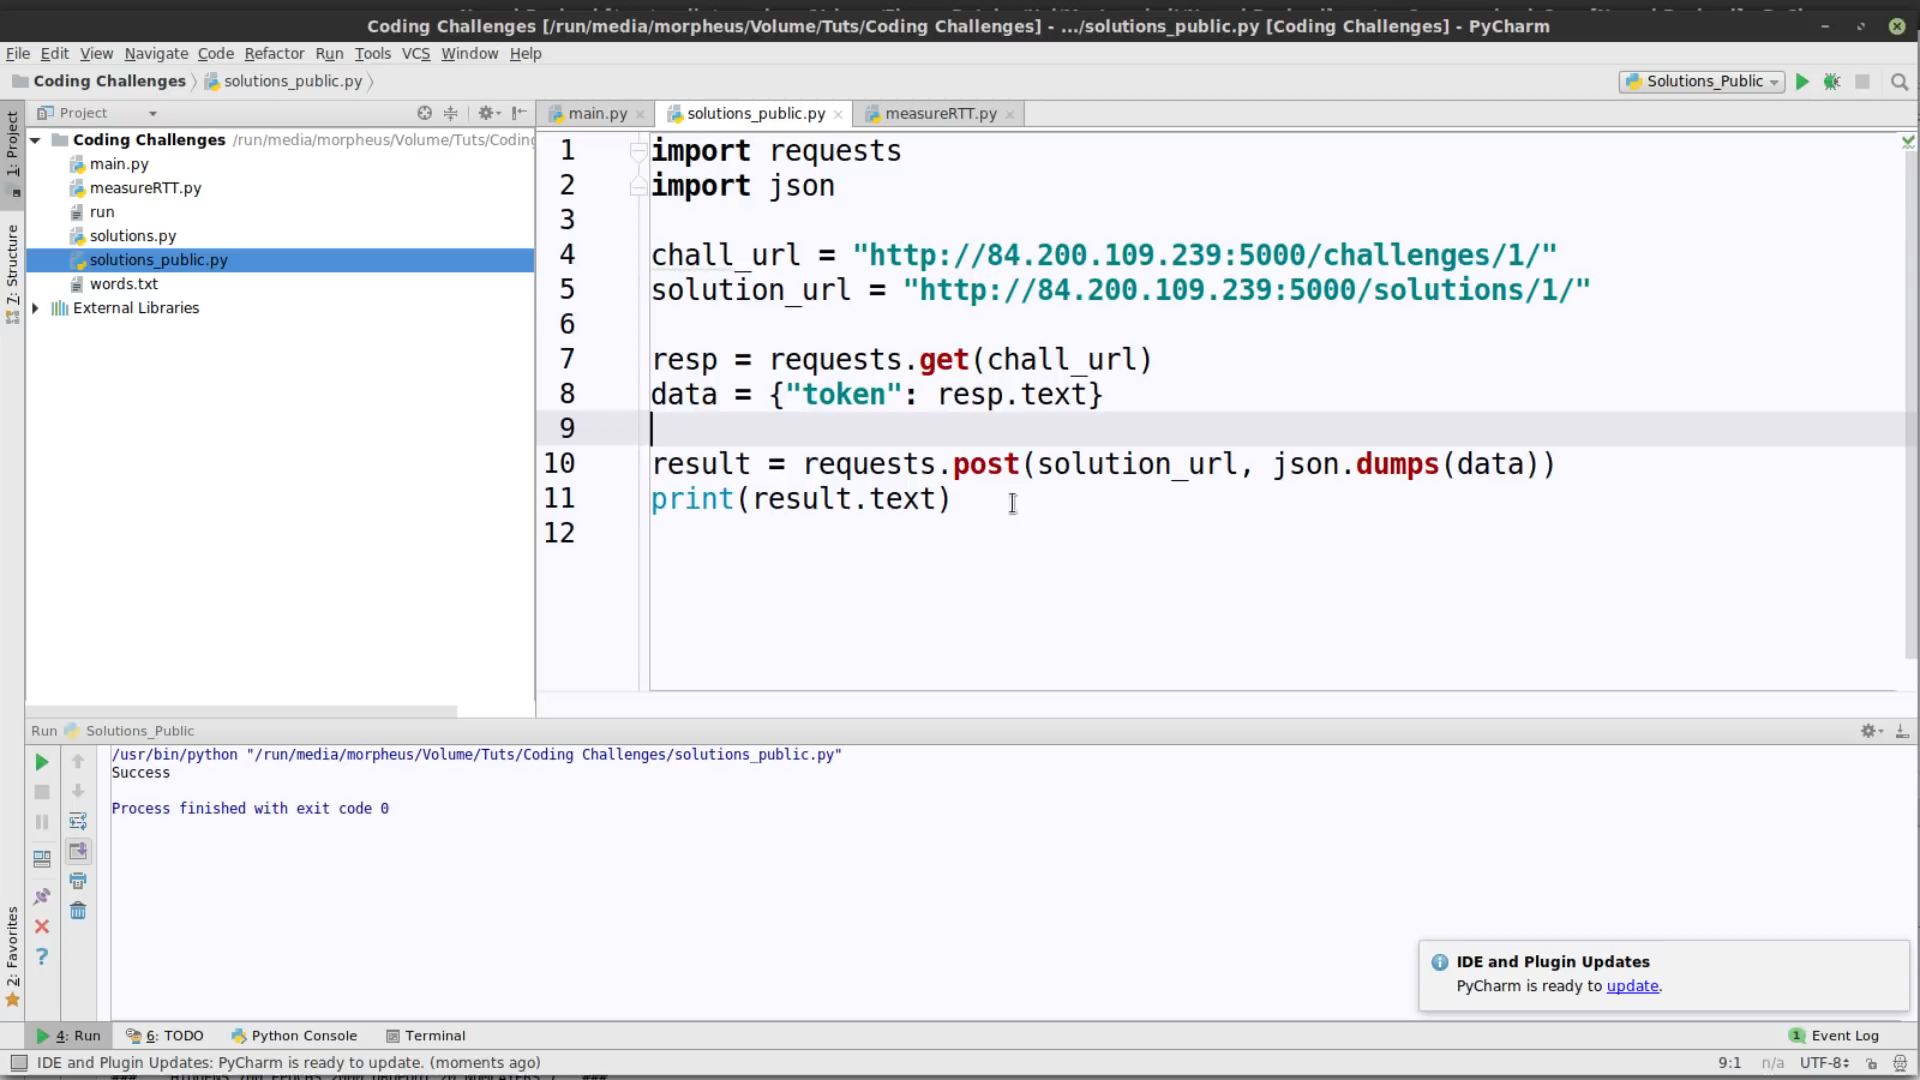 Coding Challenges [/run/media/morpheus/Volume/Tuts/Coding Challenges] - .../solutions_public.py [Coding Challenges] - PyCharm
File Edit View Navigate Code Refactor Run Tools VCS Window Help
Coding Challenges solutions_public.py Solutions_Public
Project main.py solutions_public.py measureRTT.py
1: Project
7: Structure
2: Favorites
Coding Challenges /run/media/morpheus/Volume/Tuts/Coding
main.py
measureRTT.py
run
solutions.py
solutions_public.py
words.txt
External Libraries
1 import requests
2 import json
3
4 chall_url = "http://84.200.109.239:5000/challenges/1/"
5 solution_url = "http://84.200.109.239:5000/solutions/1/"
6
7 resp = requests.get(chall_url)
8 data = {"token": resp.text}
9
10 result = requests.post(solution_url, json.dumps(data))
11 print(result.text)
12
Run Solutions_Public
/usr/bin/python "/run/media/morpheus/Volume/Tuts/Coding Challenges/solutions_public.py"
Success
Process finished with exit code 0
IDE and Plugin Updates
PyCharm is ready to update.
4: Run 6: TODO Python Console Terminal 1 Event Log
IDE and Plugin Updates: PyCharm is ready to update. (moments ago) 9:1 n/a UTF-8